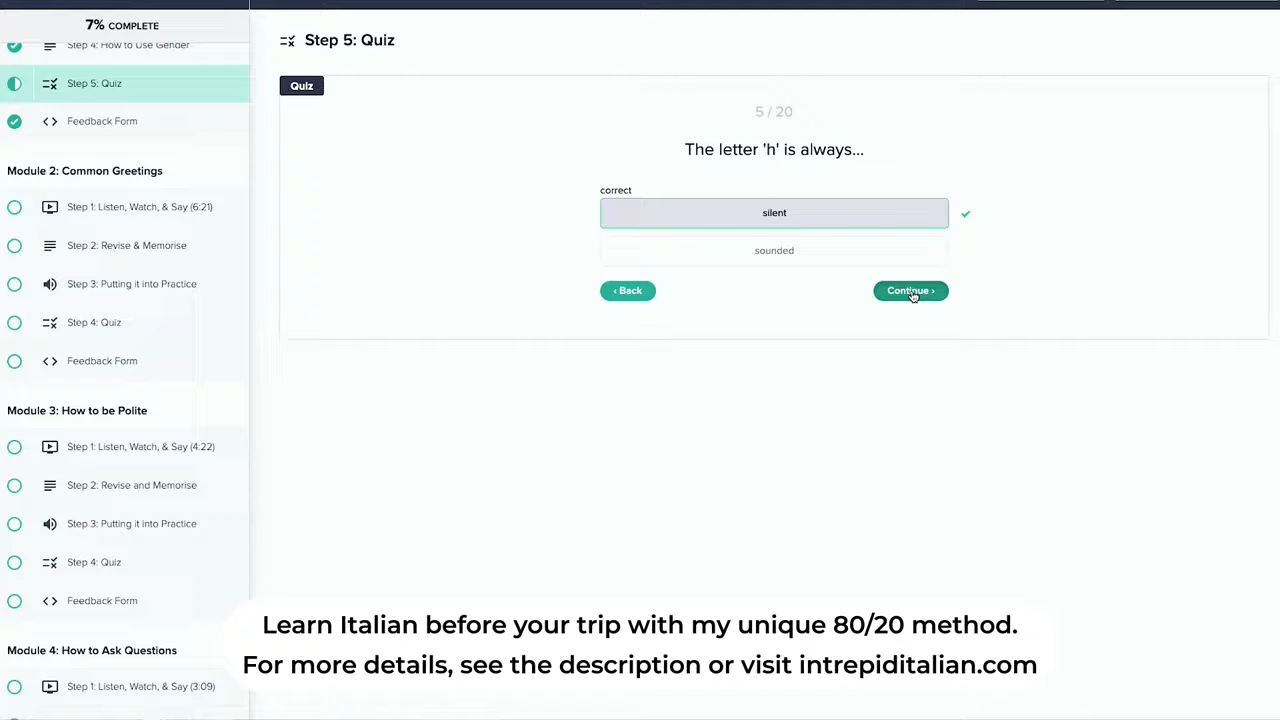 7% COMPLETE
Step 4: How to Use Gender
Step 5: Quiz
Feedback Form
Module 2: Common Greetings
Step 1: Listen, Watch, & Say (6:21)
Step 2: Revise & Memorise
Step 3: Putting it into Practice
Step 4: Quiz
Feedback Form
Module 3: How to be Polite
Step 1: Listen, Watch, & Say (4:22)
Step 2: Revise and Memorise
Step 3: Putting it into Practice
Step 4: Quiz
Feedback Form
Module 4: How to Ask Questions
Step 1: Listen, Watch, & Say (3:09)
Step 5: Quiz
Quiz
5 / 20
The letter 'h' is always...
correct
silent
sounded
‹ Back
Continue ›
Learn Italian before your trip with my unique 80/20 method.
For more details, see the description or visit intrepiditalian.com